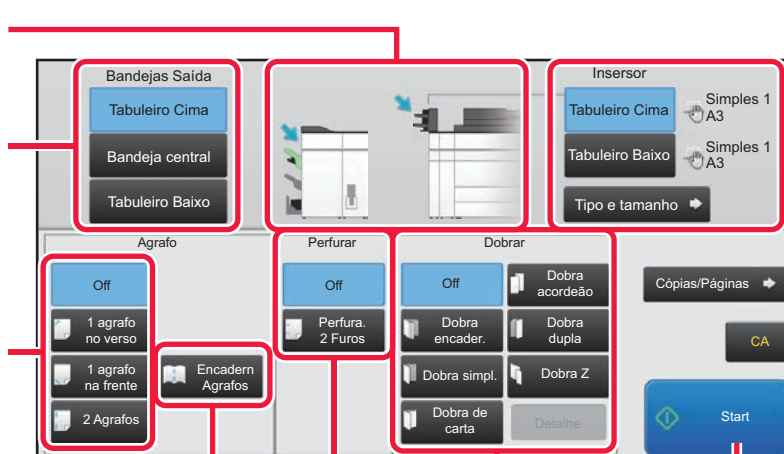 Bandejas Saída
Tabuleiro Cima
Bandeja central
Tabuleiro Baixo
Insersor
Tabuleiro Cima
Simples 1
A3
Tabuleiro Baixo
Simples 1
A3
Tipo e tamanho
Agrafo
Off
1 agrafo
no verso
1 agrafo
na frente
2 Agrafos
Encadern
Agrafos
Perfurar
Off
Perfura.
2 Furos
Dobrar
Off
Dobra
acordeão
Dobra
encader.
Dobra
dupla
Dobra simpl.
Dobra Z
Dobra de
carta
Detalhe
Cópias/Páginas
CA
Start